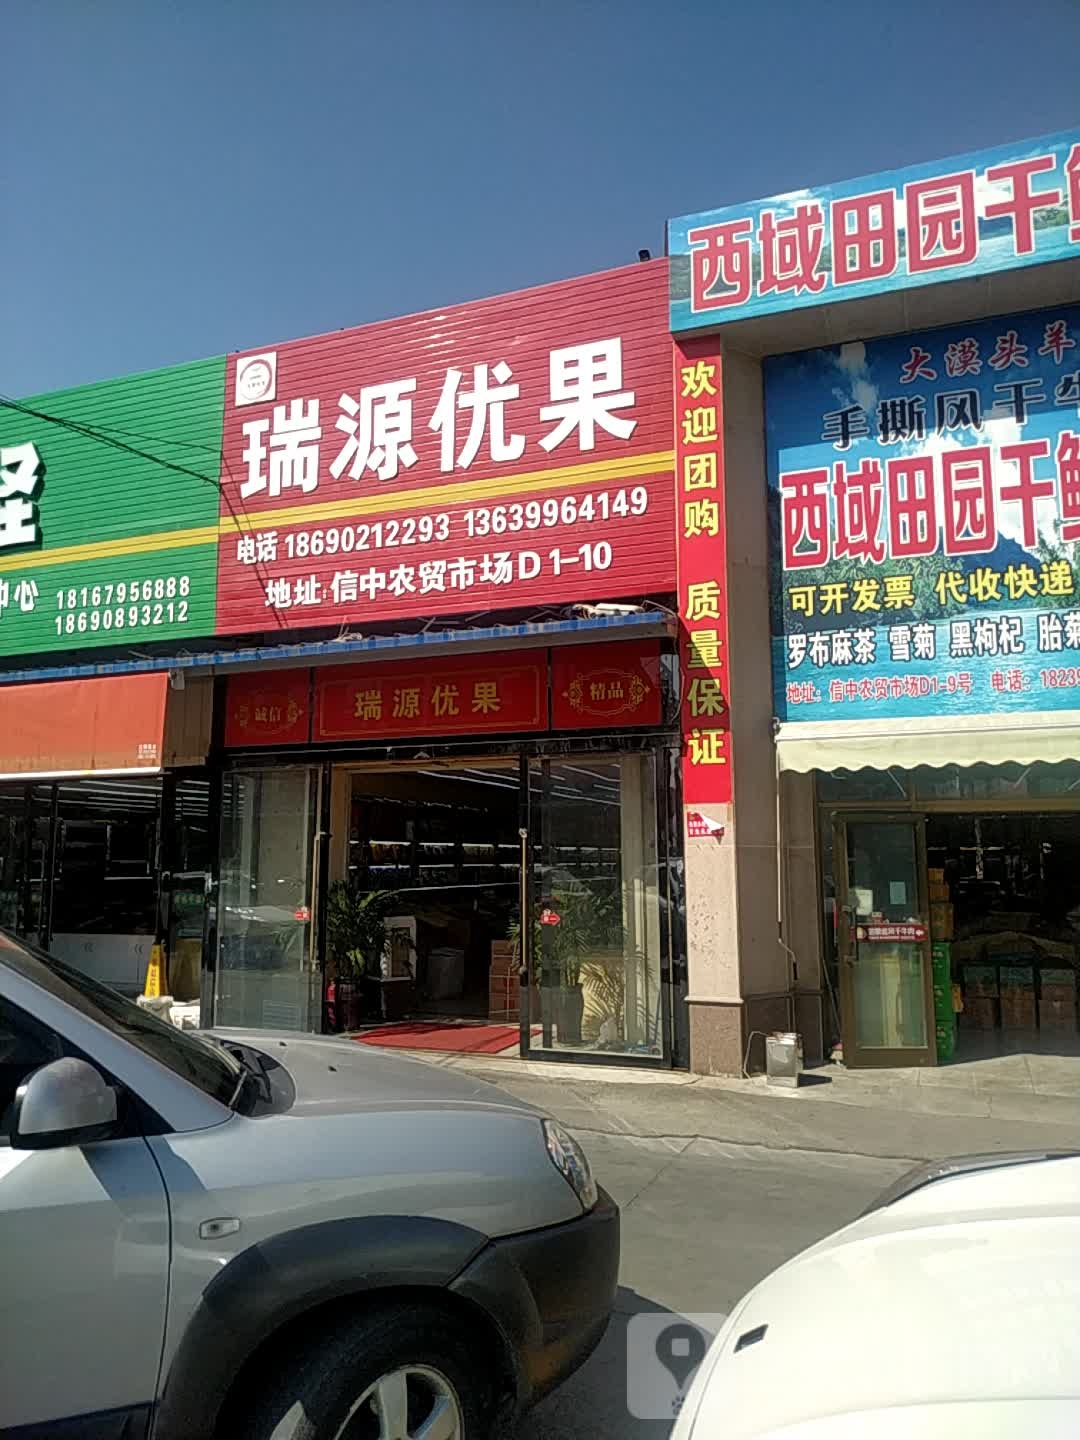 瑞源优果
电话 18690212293 13639964149
地址:信中农贸市场D1-10
诚信
瑞源优果
精品
中心
18167956888
18690893212
欢迎团购 质量保证
西域田园干
大漠头羊
手撕风干牛
西域田园干
可开发票 代收快递
罗布麻茶 雪菊 黑枸杞 胎菊
地址:信中农贸市场D1-9号 电话:18239